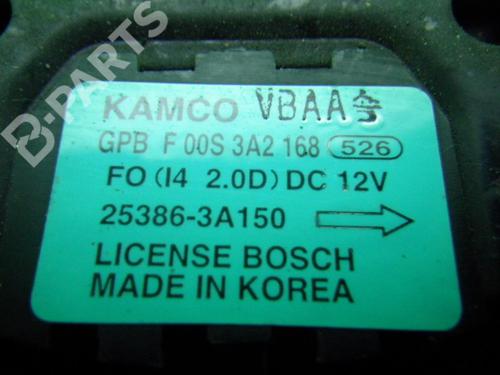 KAMCO VBAA
GPB F 00S 3A2 168 526
FO (I4 2.0D) DC 12V
25386-3A150
LICENSE BOSCH
MADE IN KOREA
B-PARTS